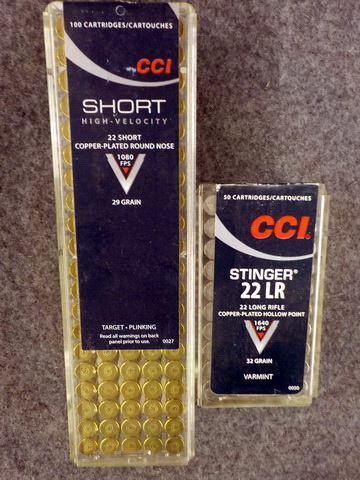 100 CARTRIDGES/CARTOUCHES
CCI
SHORT
HIGH-VELOCITY
22 SHORT
COPPER-PLATED ROUND NOSE
1080
FPS
29 GRAIN
TARGET - PLINKING
Read all warnings on back
panel prior to use.
0027
50 CARTRIDGES/CARTOUCHES
CCI
STINGER®
22 LR
22 LONG RIFLE
COPPER-PLATED HOLLOW POINT
1640
FPS
32 GRAIN
VARMINT
0050